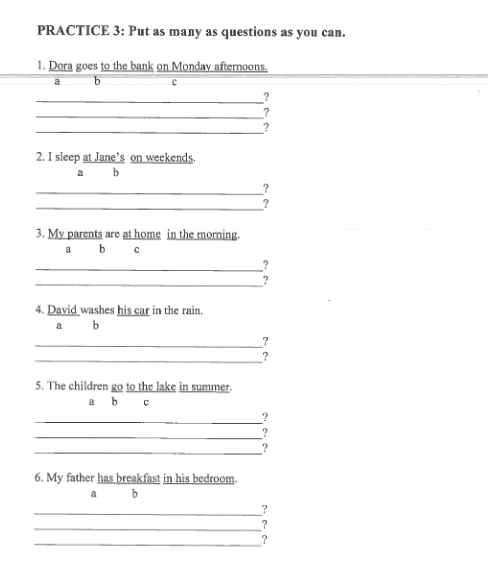 PRACTICE 3: Put as many as questions as you can.
1. Dora goes to the bank on Monday afternoons.
a b c
?
?
?
2. I sleep at Jane's on weekends.
a b
?
?
3. My parents are at home in the morning.
a b c
?
?
4. David washes his car in the rain.
a b
?
?
5. The children go to the lake in summer.
a b c
?
?
?
6. My father has breakfast in his bedroom.
a b
?
?
?